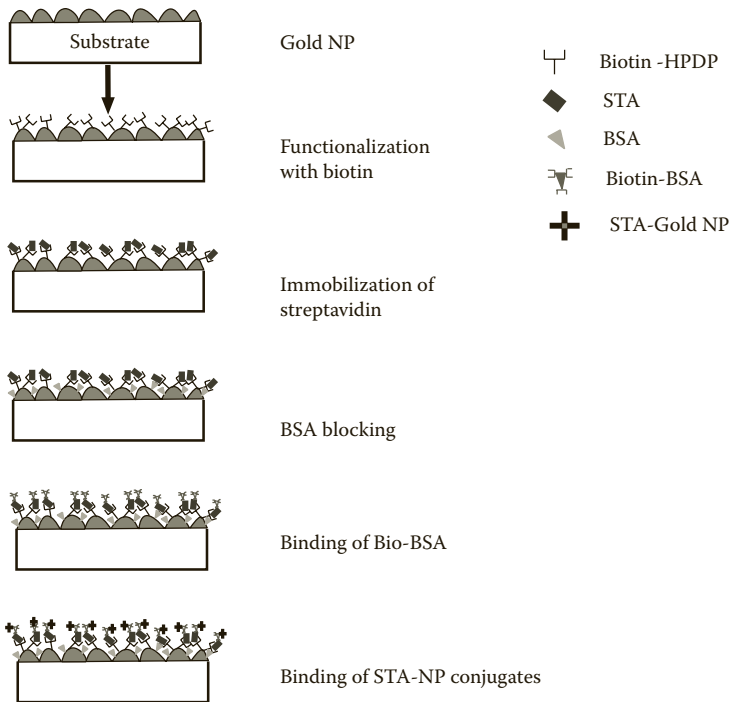 Substrate
Gold NP
Functionalization
with biotin
Immobilization of
streptavidin
BSA blocking
Binding of Bio-BSA
Binding of STA-NP conjugates
Biotin -HPDP
STA
BSA
Biotin-BSA
STA-Gold NP